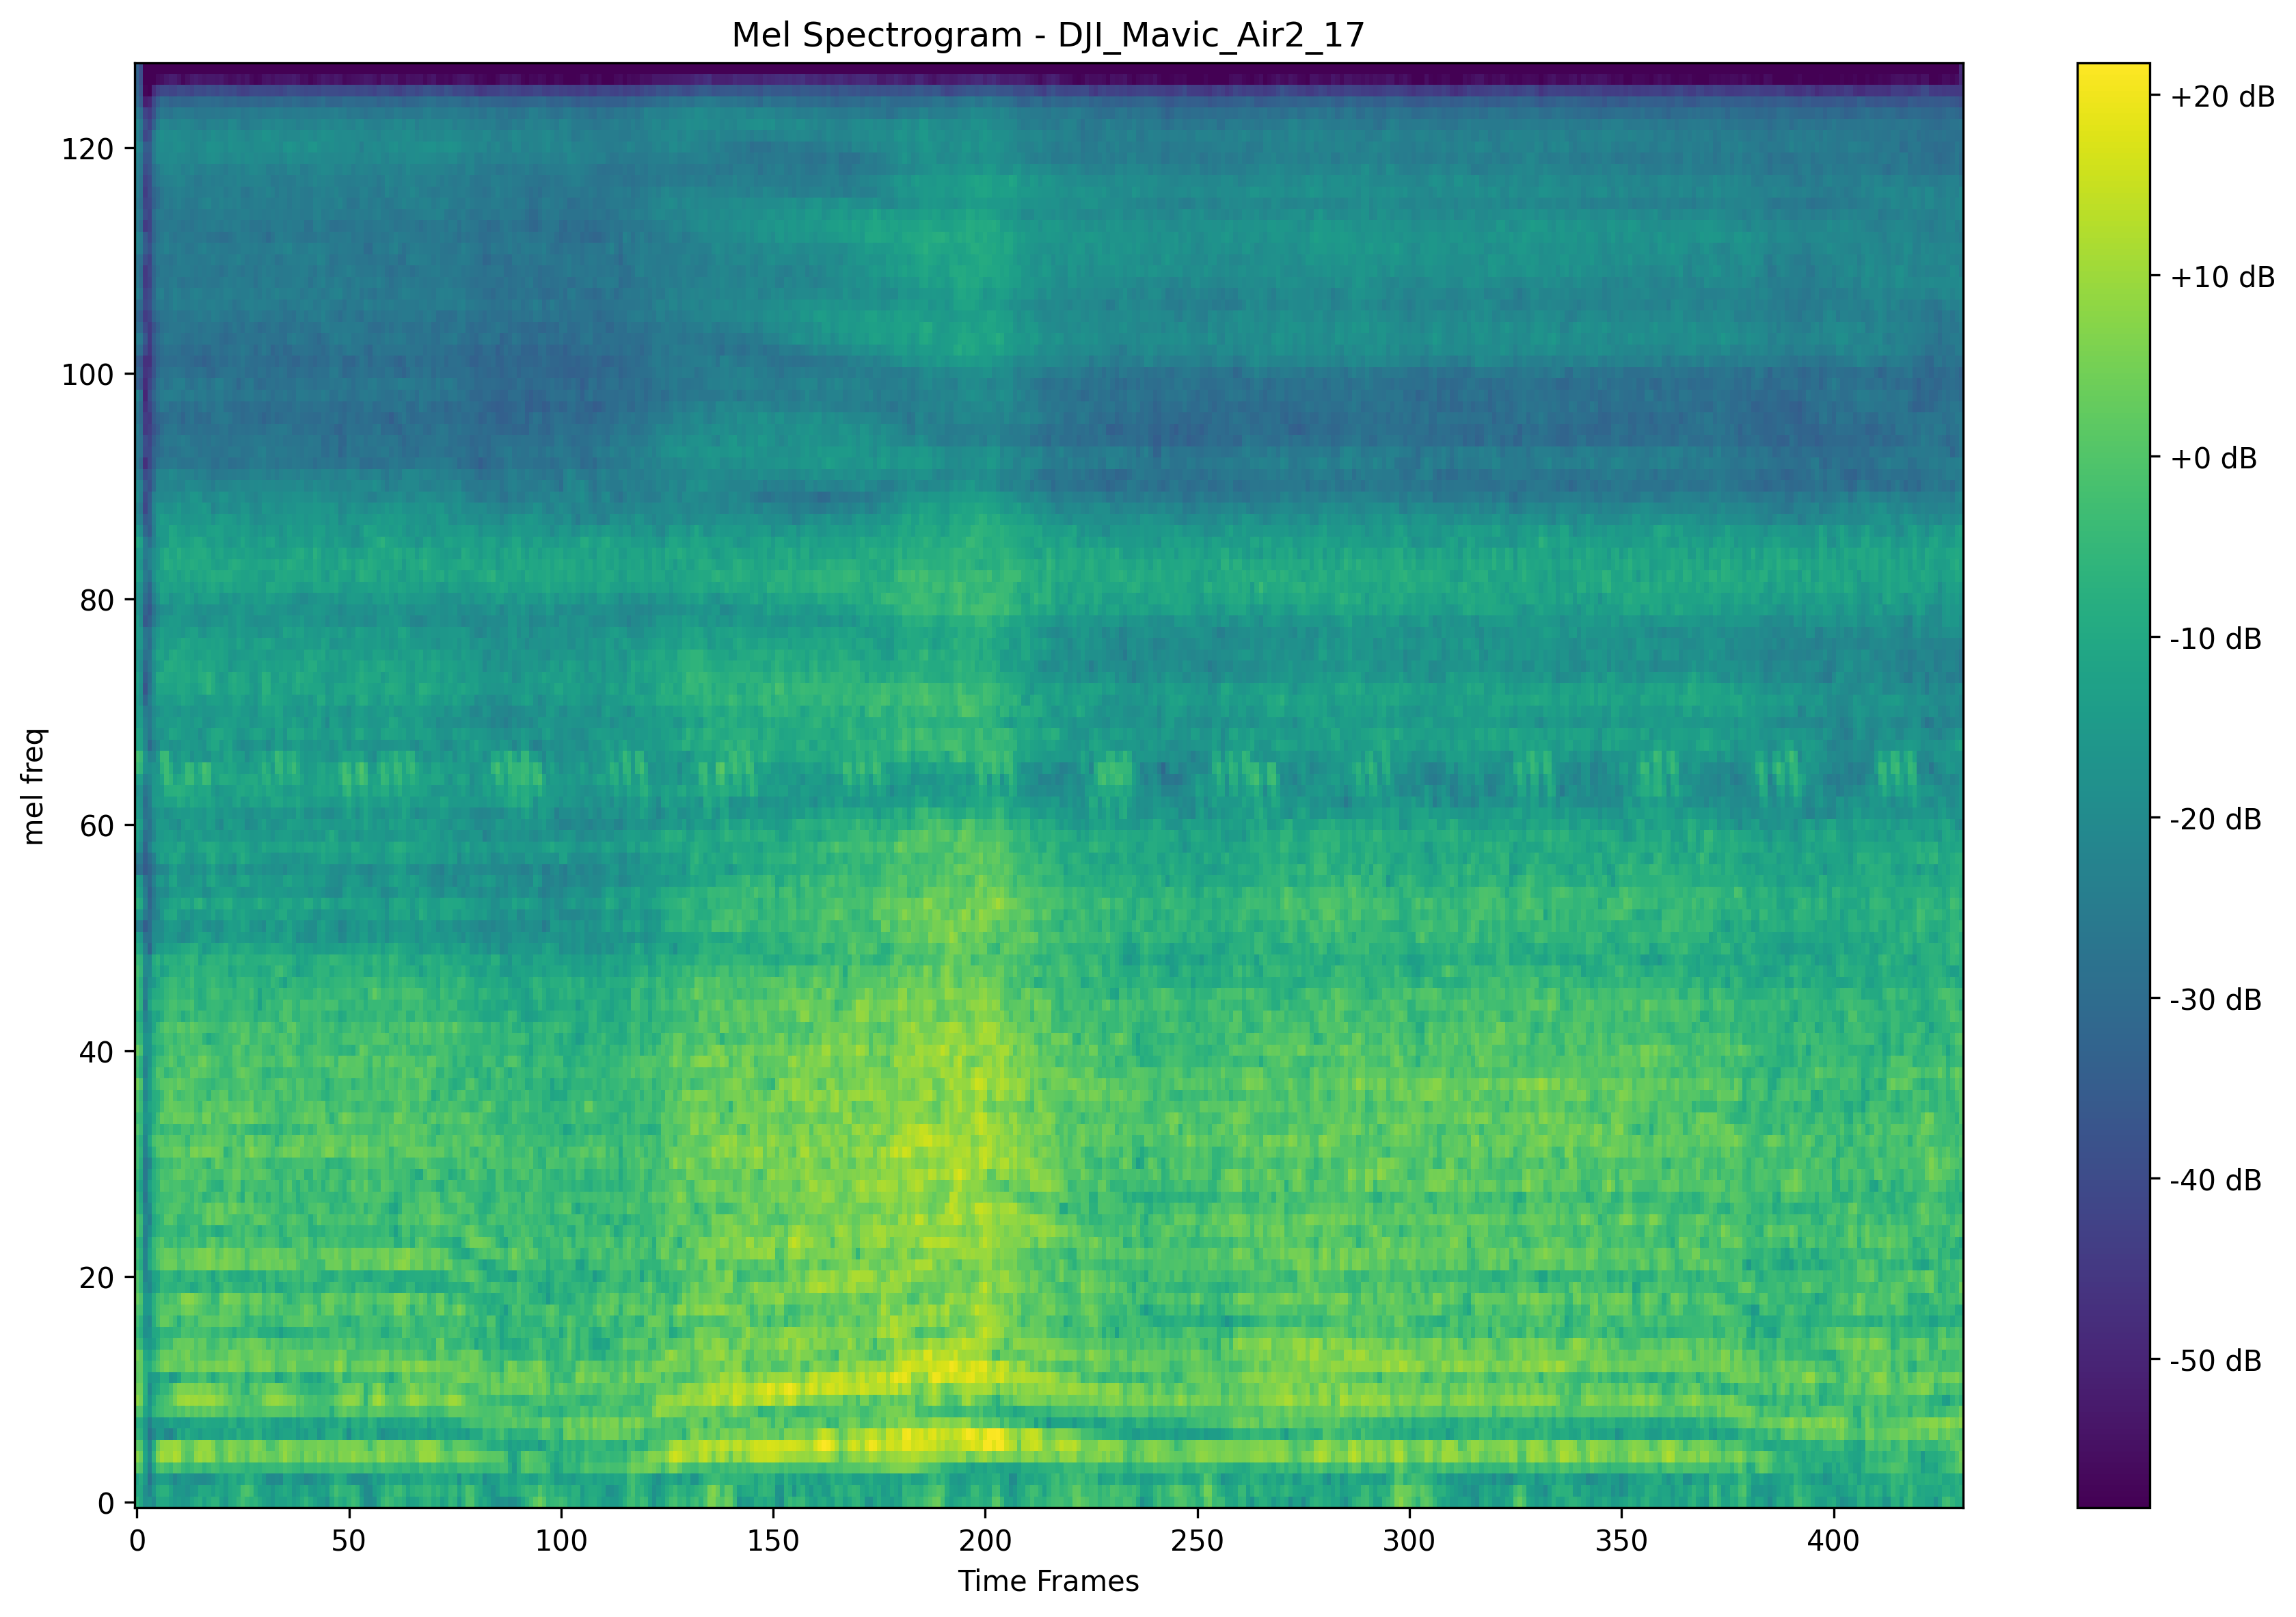 Mel Spectrogram - DJI_Mavic_Air2_17
mel freq
120
100
80
60
40
20
0
0 50 100 150 200 250 300 350 400
Time Frames
+20 dB
+10 dB
+0 dB
-10 dB
-20 dB
-30 dB
-40 dB
-50 dB